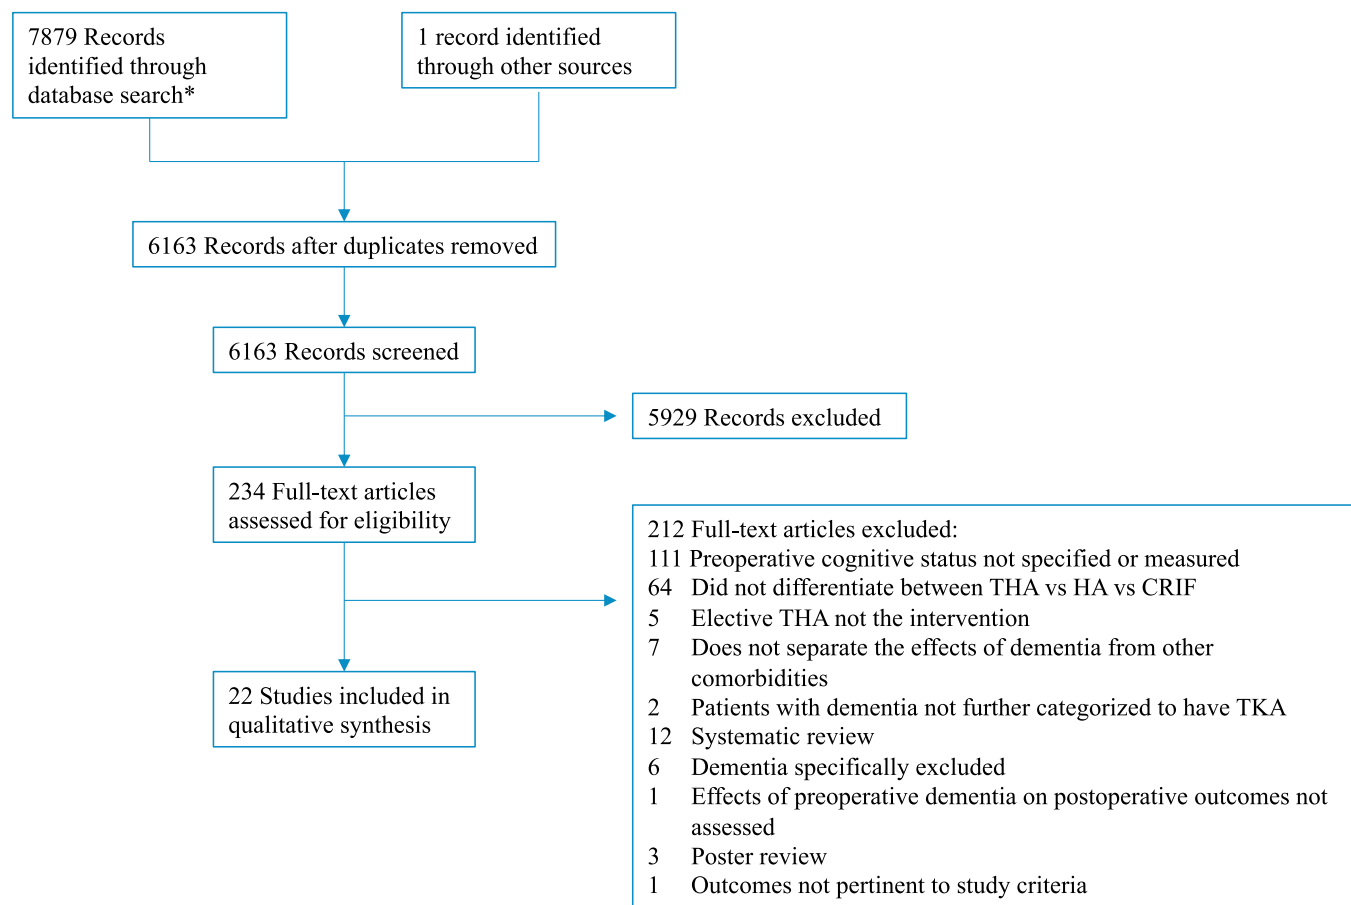 7879 Records
identified through
database search*
1 record identified
through other sources
6163 Records after duplicates removed
6163 Records screened
5929 Records excluded
234 Full-text articles
assessed for eligibility
212 Full-text articles excluded:
111 Preoperative cognitive status not specified or measured
64 Did not differentiate between THA vs HA vs CRIF
5 Elective THA not the intervention
7 Does not separate the effects of dementia from other
comorbidities
2 Patients with dementia not further categorized to have TKA
12 Systematic review
6 Dementia specifically excluded
1 Effects of preoperative dementia on postoperative outcomes not
assessed
3 Poster review
1 Outcomes not pertinent to study criteria
22 Studies included in
qualitative synthesis